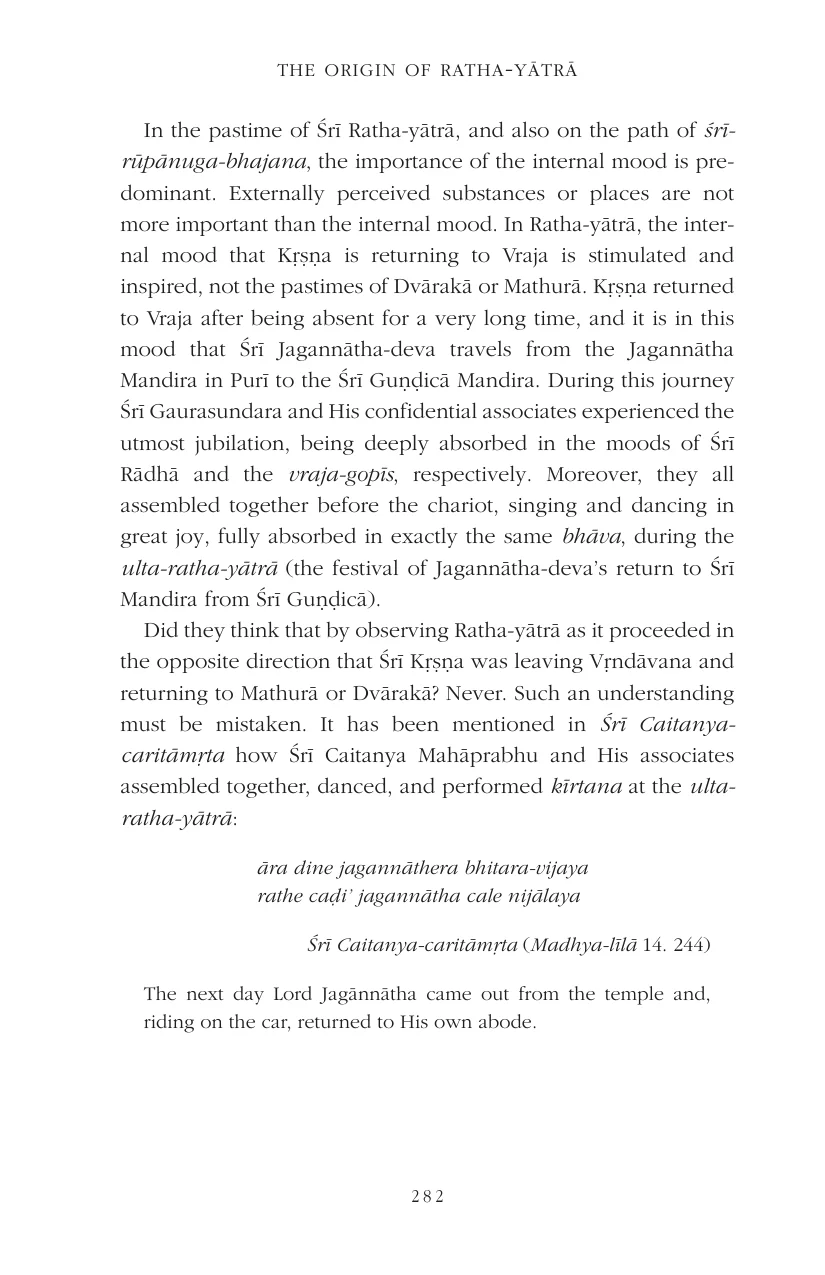 THE ORIGIN OF RATHA-YĀTRĀ
In the pastime of Śrī Ratha-yātrā, and also on the path of śrī-
rūpānuga-bhajana, the importance of the internal mood is pre-
dominant. Externally perceived substances or places are not
more important than the internal mood. In Ratha-yātrā, the inter-
nal mood that Kṛṣṇa is returning to Vraja is stimulated and
inspired, not the pastimes of Dvārakā or Mathurā. Kṛṣṇa returned
to Vraja after being absent for a very long time, and it is in this
mood that Śrī Jagannātha-deva travels from the Jagannātha
Mandira in Purī to the Śrī Guṇḍicā Mandira. During this journey
Śrī Gaurasundara and His confidential associates experienced the
utmost jubilation, being deeply absorbed in the moods of Śrī
Rādhā and the vraja-gopīs, respectively. Moreover, they all
assembled together before the chariot, singing and dancing in
great joy, fully absorbed in exactly the same bhāva, during the
ulta-ratha-yātrā (the festival of Jagannātha-deva's return to Śrī
Mandira from Śrī Guṇḍicā).
Did they think that by observing Ratha-yātrā as it proceeded in
the opposite direction that Śrī Kṛṣṇa was leaving Vṛndāvana and
returning to Mathurā or Dvārakā? Never. Such an understanding
must be mistaken. It has been mentioned in Śrī Caitanya-
caritāmṛta how Śrī Caitanya Mahāprabhu and His associates
assembled together, danced, and performed kīrtana at the ulta-
ratha-yātrā:
āra dine jagannāthera bhitara-vijaya
rathe caḍi' jagannātha cale nijālaya
Śrī Caitanya-caritāmṛta (Madhya-līlā 14. 244)
The next day Lord Jagānnātha came out from the temple and,
riding on the car, returned to His own abode.
282